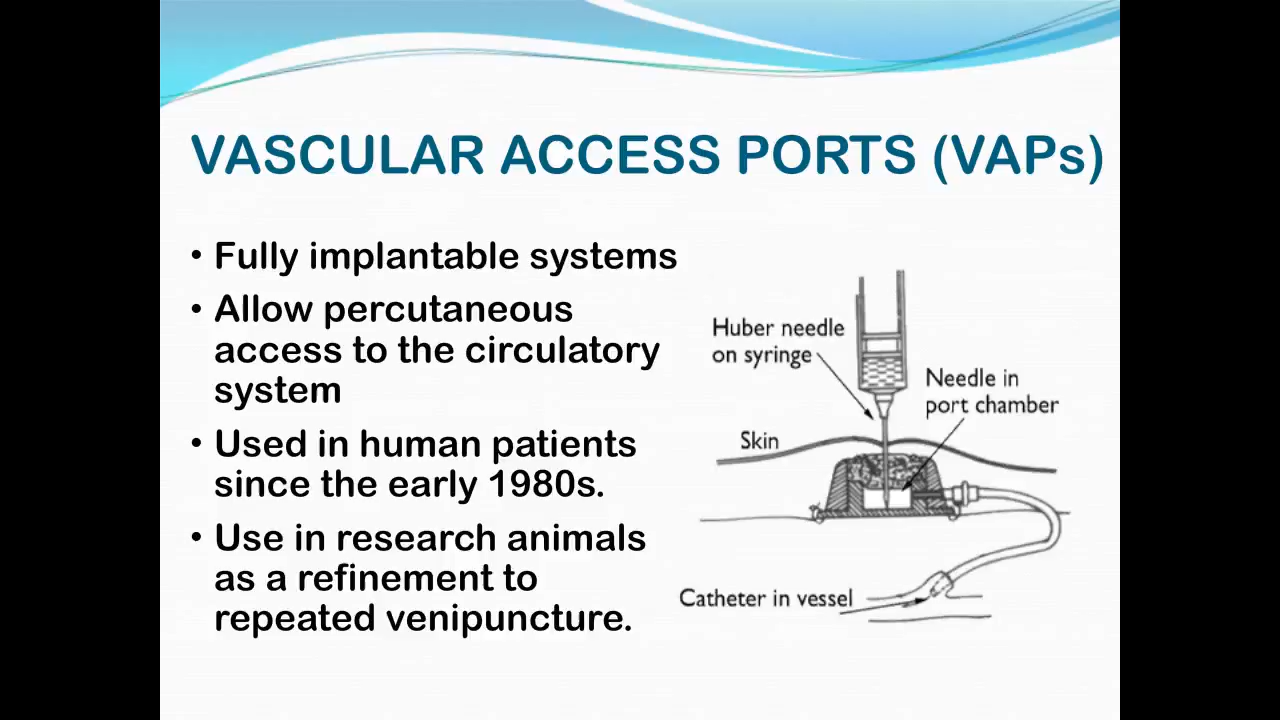 VASCULAR ACCESS PORTS (VAPs)
• Fully implantable systems
• Allow percutaneous
access to the circulatory
system
• Used in human patients
since the early 1980s.
• Use in research animals
as a refinement to
repeated venipuncture.
Huber needle
on syringe
Needle in
port chamber
Skin
Catheter in vessel